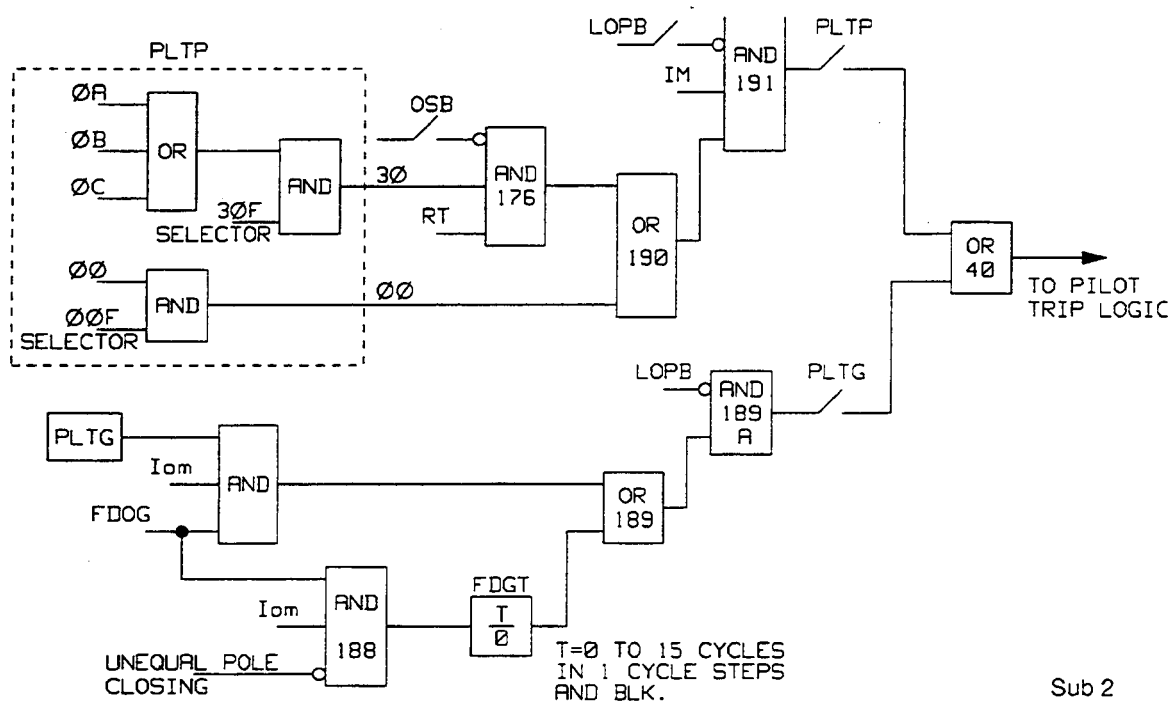 LOPB
PLTP
AND
191
IM
PLTP
ØA
ØB
ØC
OR
OSB
AND
3ØF
SELECTOR
3Ø
RT
AND
176
OR
190
OR
40
TO PILOT
TRIP LOGIC
ØØ
ØØF
SELECTOR
AND
ØØ
LOPB
AND
189
A
PLTG
PLTG
Iom
FDOG
AND
OR
189
Iom
UNEQUAL POLE
CLOSING
AND
188
FDGT
T
Ø
T=0 TO 15 CYCLES
IN 1 CYCLE STEPS
AND BLK.
Sub 2